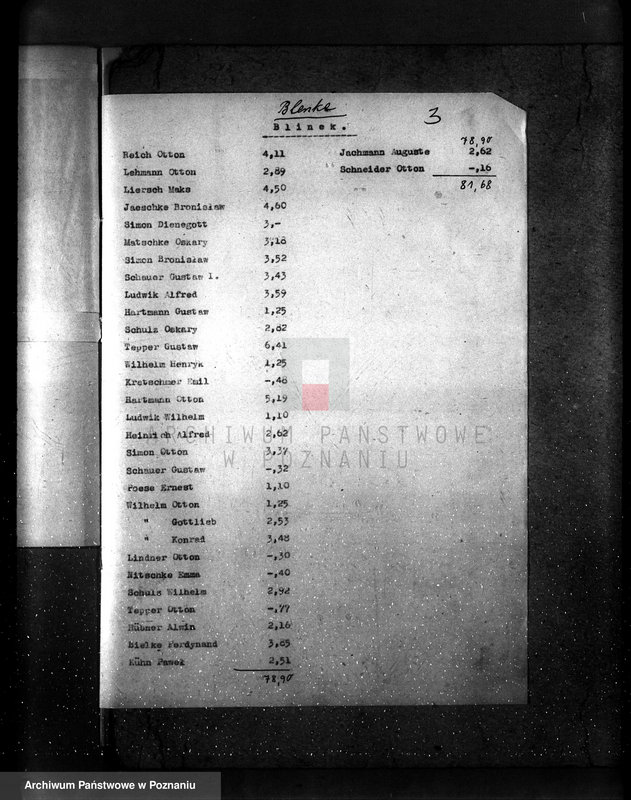 Blenke
3
Blinek.
Reich Otton 4,11
Lehmann Otton 2,89
Liersch Maks 4,50
Jaeschke Bronisław 4,60
Simon Dienegott 3,-
Matschke Oskary 3,18
Simon Bronisław 3,52
Schauer Gustaw 1. 3,43
Ludwik Alfred 3,59
Hartmann Gustaw 1,25
Schulz Oskary 2,82
Tepper Gustaw 6,41
Wilhelm Henryk 1,25
Kretschmer Emil -,48
Hartmann Otton 5,19
Ludwik Wilhelm 1,10
Heinrich Alfred 2,62
Simon Otton 3,37
Schauer Gustaw -,32
Poese Ernest 1,10
Wilhelm Otton 1,25
" Gottlieb 2,53
" Konrad 3,48
Lindner Otton -,30
Nitschke Emma -,40
Schulz Wilhelm 2,92
Tepper Otton -,77
Hübner Alwin 2,16
Bielke Ferdynand 3,85
Kühn Pawek 2,51
78,90
78,90
Jachmann Auguste 2,62
Schneider Otton -,16
81,68
ARCHIWUM PAŃSTWOWE
W POZNANIU
Archiwum Państwowe w Poznaniu